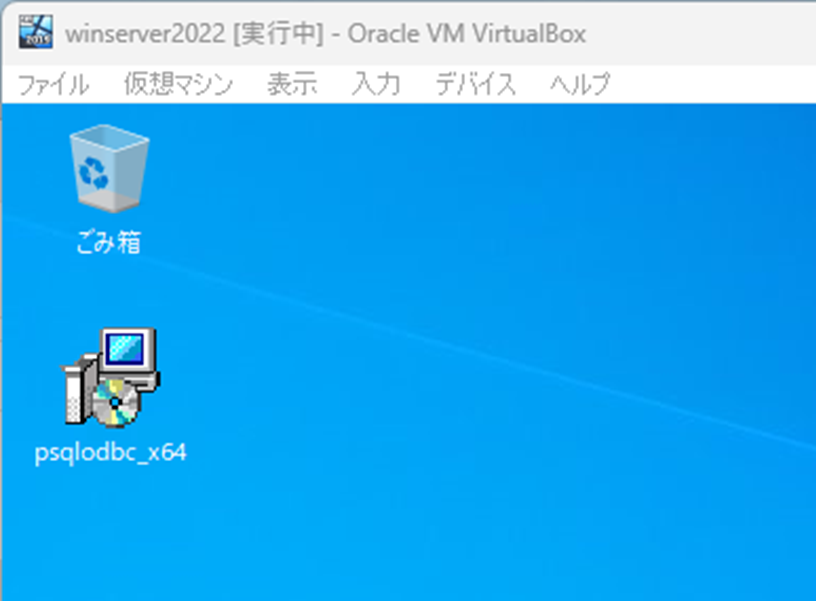 winserver2022 [実行中] - Oracle VM VirtualBox
ファイル 仮想マシン 表示 入力 デバイス ヘルプ
ごみ箱
psqlodbc_x64